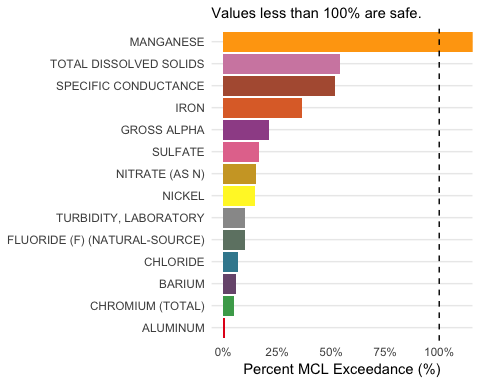 Values less than 100% are safe.
MANGANESE
TOTAL DISSOLVED SOLIDS
SPECIFIC CONDUCTANCE
IRON
GROSS ALPHA
SULFATE
NITRATE (AS N)
NICKEL
TURBIDITY, LABORATORY
FLUORIDE (F) (NATURAL-SOURCE)
CHLORIDE
BARIUM
CHROMIUM (TOTAL)
ALUMINUM
0% 25% 50% 75% 100%
Percent MCL Exceedance (%)